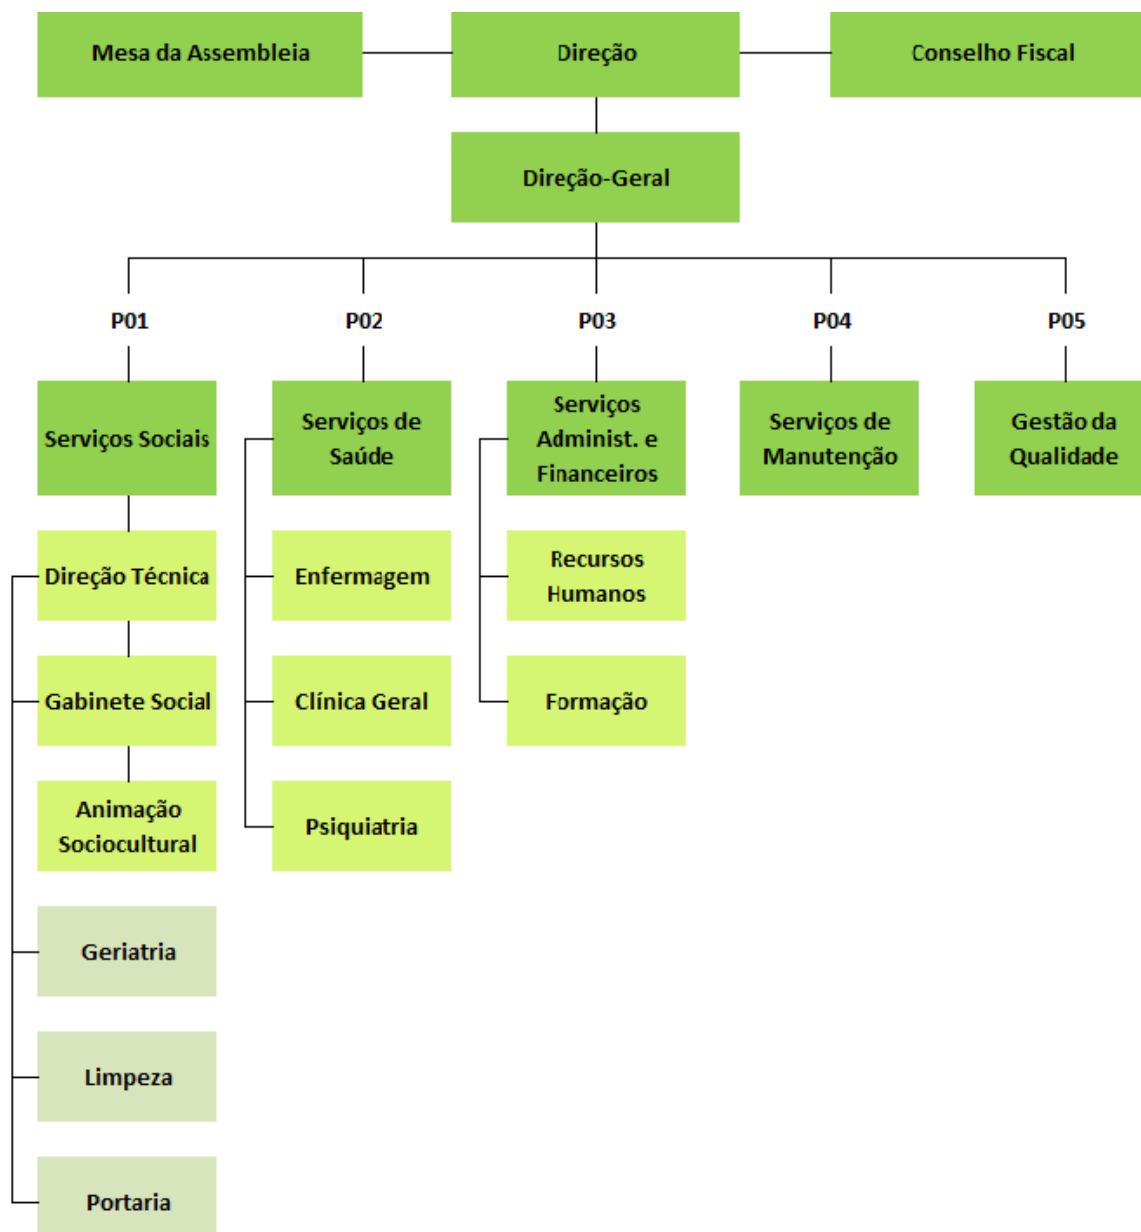 Mesa da Assembleia
Direção
Conselho Fiscal
Direção-Geral
P01
P02
P03
P04
P05
Serviços Sociais
Serviços de
Saúde
Serviços
Administ. e
Financeiros
Serviços de
Manutenção
Gestão da
Qualidade
Direção Técnica
Enfermagem
Recursos
Humanos
Gabinete Social
Clínica Geral
Formação
Animação
Sociocultural
Psiquiatria
Geriatria
Limpeza
Portaria